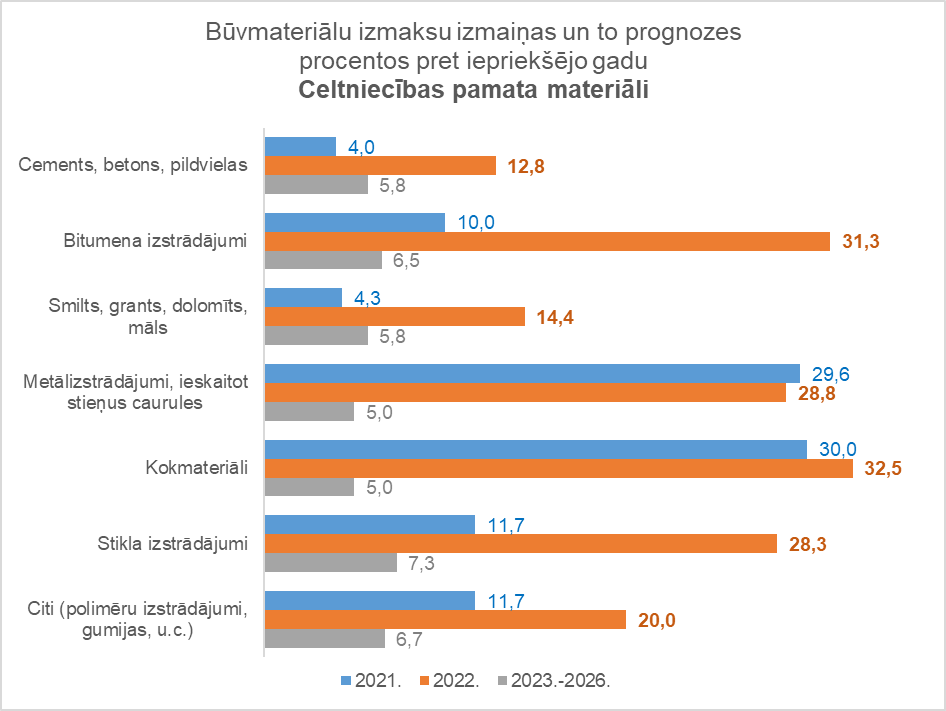 Būvmateriālu izmaksu izmaiņas un to prognozes
procentos pret iepriekšējo gadu
Celtniecības pamata materiāli
Cements, betons, pildvielas
4,0
12,8
5,8
Bitumena izstrādājumi
10,0
31,3
6,5
Smilts, grants, dolomīts,
māls
4,3
14,4
5,8
Metālizstrādājumi, ieskaitot
stieņus caurules
29,6
28,8
5,0
Kokmateriāli
30,0
32,5
5,0
Stikla izstrādājumi
11,7
28,3
7,3
Citi (polimēru izstrādājumi,
gumijas, u.c.)
11,7
20,0
6,7
2021. 2022. 2023.-2026.